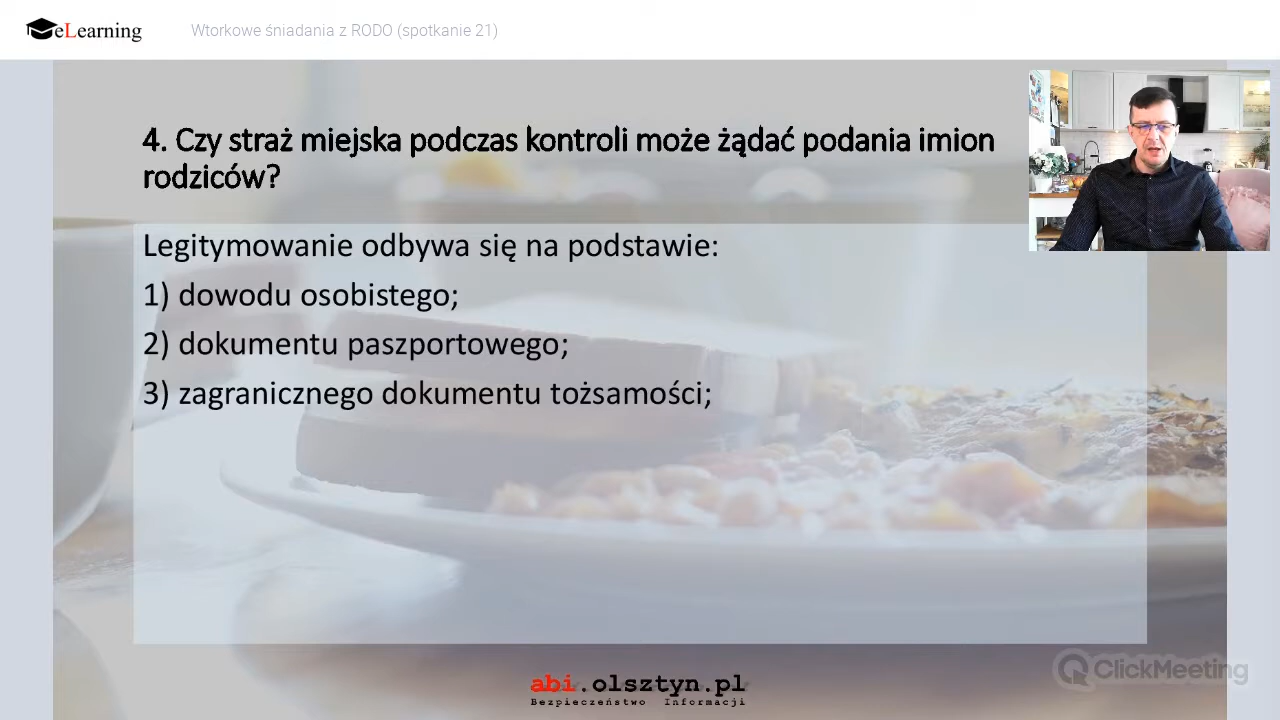 eLearning
Wtorkowe śniadania z RODO (spotkanie 21)
4. Czy straż miejska podczas kontroli może żądać podania imion
rodziców?
Legitymowanie odbywa się na podstawie:
1) dowodu osobistego;
2) dokumentu paszportowego;
3) zagranicznego dokumentu tożsamości;
abi.olsztyn.pl
Bezpieczeństwo Informacji
ClickMeeting